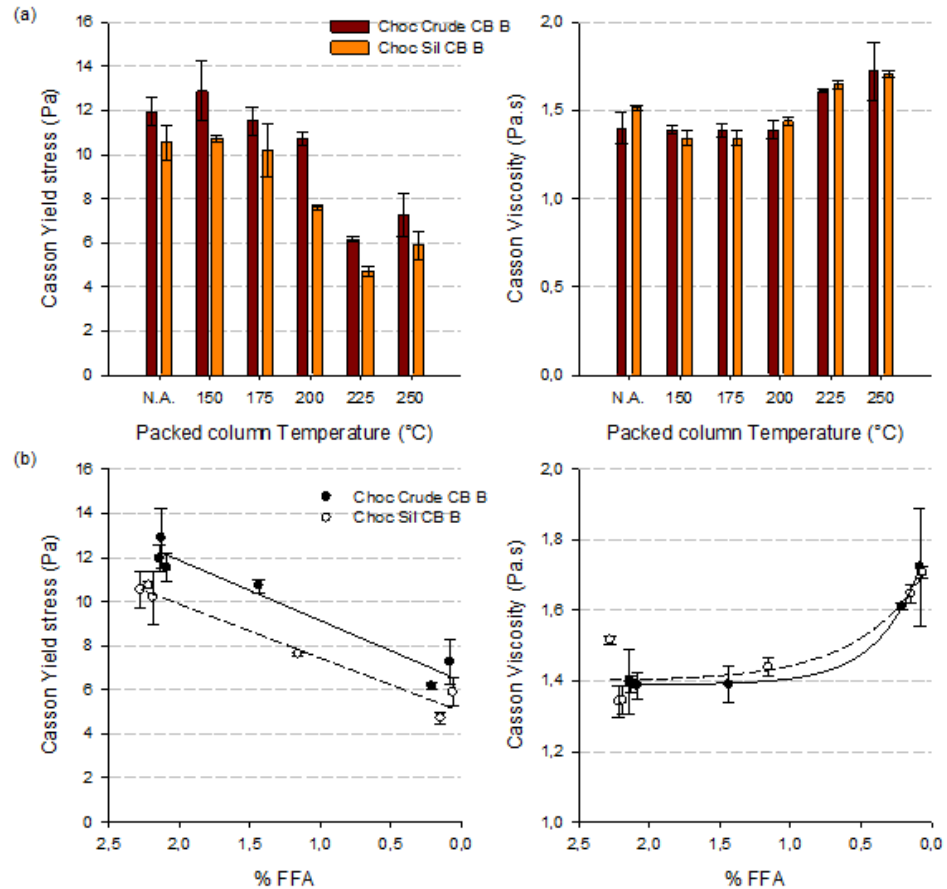 (a)
Choc Crude CB B
Choc Sil CB B
Casson Yield stress (Pa)
16
14
12
10
8
6
4
2
0
N.A. 150 175 200 225 250
Packed column Temperature (°C)
Casson Viscosity (Pa.s)
2,0
1,5
1,0
0,5
0,0
N.A. 150 175 200 225 250
Packed column Temperature (°C)
(b)
Choc Crude CB B
Choc Sil CB B
Casson Yield stress (Pa)
16
14
12
10
8
6
4
2
0
2,5 2,0 1,5 1,0 0,5 0,0
% FFA
Casson Viscosity (Pa.s)
2,0
1,8
1,6
1,4
1,2
1,0
2,5 2,0 1,5 1,0 0,5 0,0
% FFA